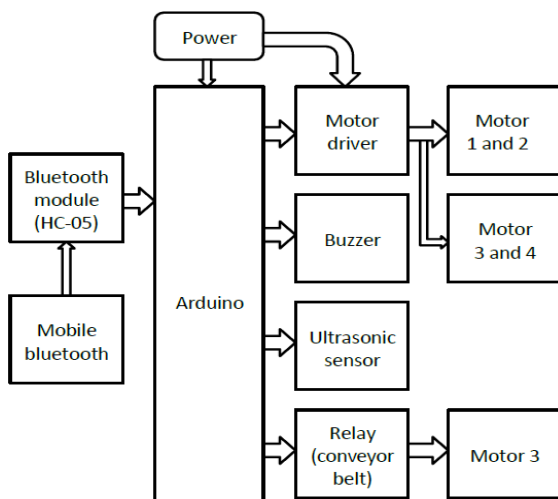 Power
Motor
driver
Motor
1 and 2
Bluetooth
module
(HC-05)
Buzzer
Motor
3 and 4
Arduino
Mobile
bluetooth
Ultrasonic
sensor
Relay
(conveyor
belt)
Motor 3